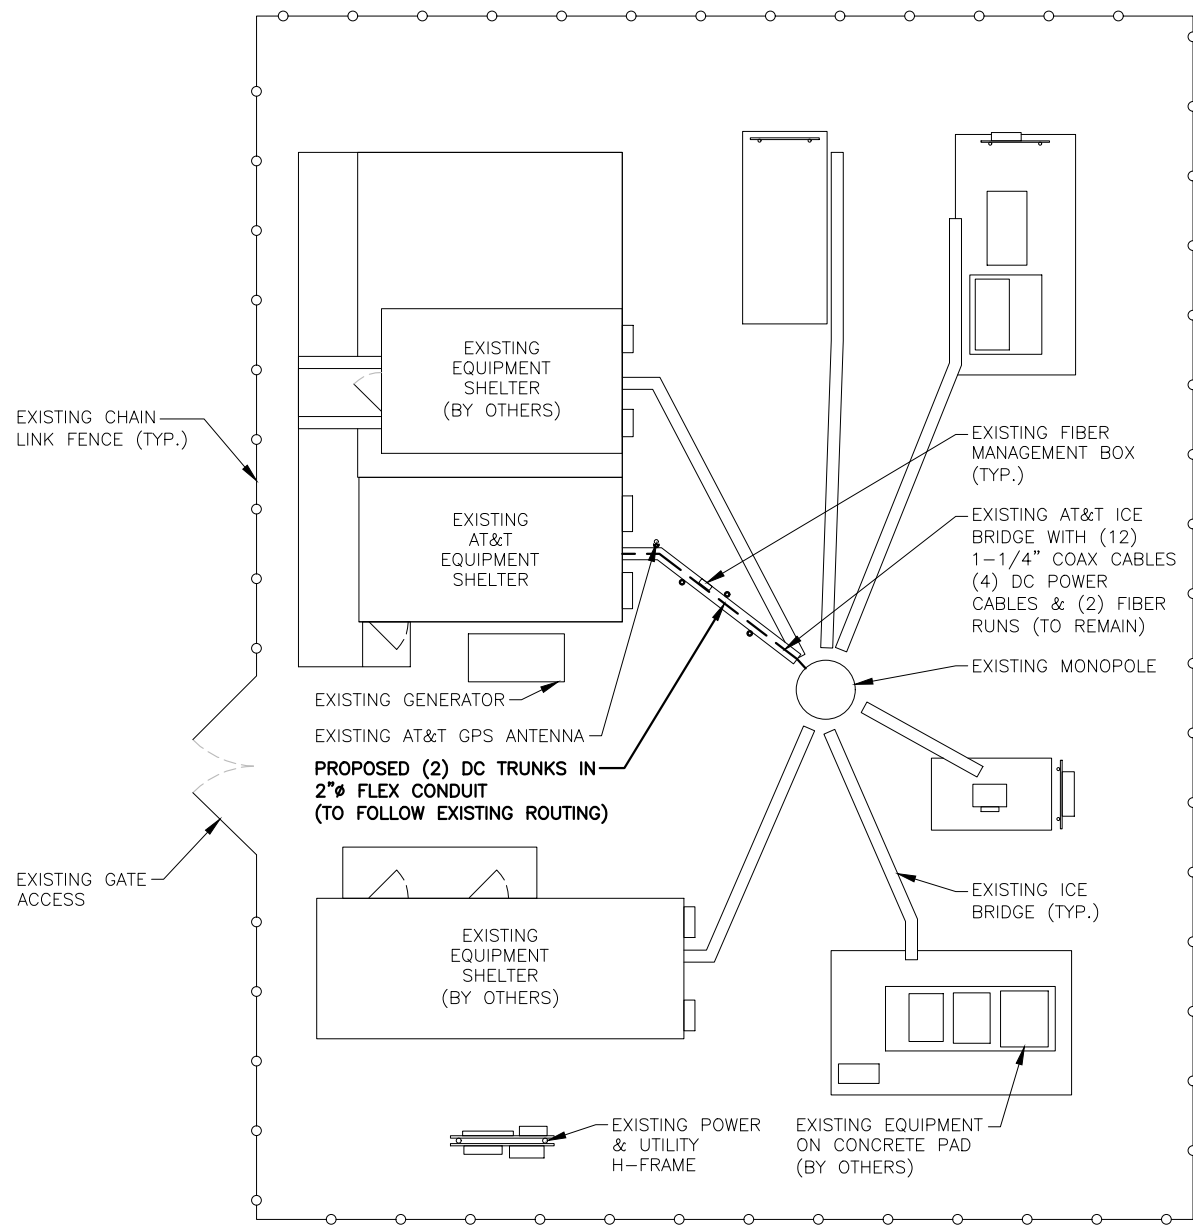 EXISTING
EQUIPMENT
SHELTER
(BY OTHERS)
EXISTING CHAIN
LINK FENCE (TYP.)
EXISTING FIBER
MANAGEMENT BOX
(TYP.)
EXISTING
AT&T
EQUIPMENT
SHELTER
EXISTING AT&T ICE
BRIDGE WITH (12)
1-1/4" COAX CABLES
(4) DC POWER
CABLES & (2) FIBER
RUNS (TO REMAIN)
EXISTING MONOPOLE
EXISTING GENERATOR
EXISTING AT&T GPS ANTENNA
PROPOSED (2) DC TRUNKS IN
2"ø FLEX CONDUIT
(TO FOLLOW EXISTING ROUTING)
EXISTING GATE
ACCESS
EXISTING ICE
BRIDGE (TYP.)
EXISTING
EQUIPMENT
SHELTER
(BY OTHERS)
EXISTING POWER
& UTILITY
H-FRAME
EXISTING EQUIPMENT
ON CONCRETE PAD
(BY OTHERS)